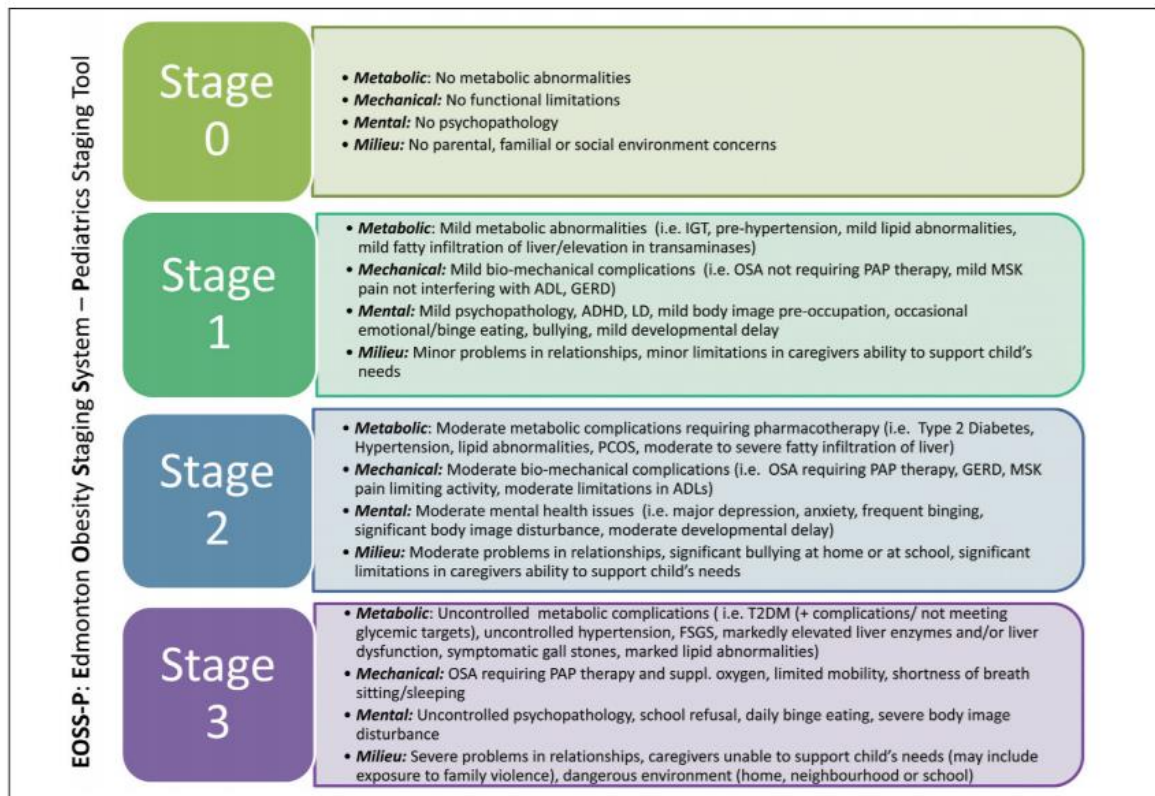 EOSS-P: Edmonton Obesity Staging System – Pediatrics Staging Tool
Stage
0
• Metabolic: No metabolic abnormalities
• Mechanical: No functional limitations
• Mental: No psychopathology
• Milieu: No parental, familial or social environment concerns
Stage
1
• Metabolic: Mild metabolic abnormalities (i.e. IGT, pre-hypertension, mild lipid abnormalities,
mild fatty infiltration of liver/elevation in transaminases)
• Mechanical: Mild bio-mechanical complications (i.e. OSA not requiring PAP therapy, mild MSK
pain not interfering with ADL, GERD)
• Mental: Mild psychopathology, ADHD, LD, mild body image pre-occupation, occasional
emotional/binge eating, bullying, mild developmental delay
• Milieu: Minor problems in relationships, minor limitations in caregivers ability to support child's
needs
Stage
2
• Metabolic: Moderate metabolic complications requiring pharmacotherapy (i.e. Type 2 Diabetes,
Hypertension, lipid abnormalities, PCOS, moderate to severe fatty infiltration of liver)
• Mechanical: Moderate bio-mechanical complications (i.e. OSA requiring PAP therapy, GERD, MSK
pain limiting activity, moderate limitations in ADLs)
• Mental: Moderate mental health issues (i.e. major depression, anxiety, frequent binging,
significant body image disturbance, moderate developmental delay)
• Milieu: Moderate problems in relationships, significant bullying at home or at school, significant
limitations in caregivers ability to support child's needs
Stage
3
• Metabolic: Uncontrolled metabolic complications ( i.e. T2DM (+ complications/ not meeting
glycemic targets), uncontrolled hypertension, FSGS, markedly elevated liver enzymes and/or liver
dysfunction, symptomatic gall stones, marked lipid abnormalities)
• Mechanical: OSA requiring PAP therapy and suppl. oxygen, limited mobility, shortness of breath
sitting/sleeping
• Mental: Uncontrolled psychopathology, school refusal, daily binge eating, severe body image
disturbance
• Milieu: Severe problems in relationships, caregivers unable to support child's needs (may include
exposure to family violence), dangerous environment (home, neighbourhood or school)